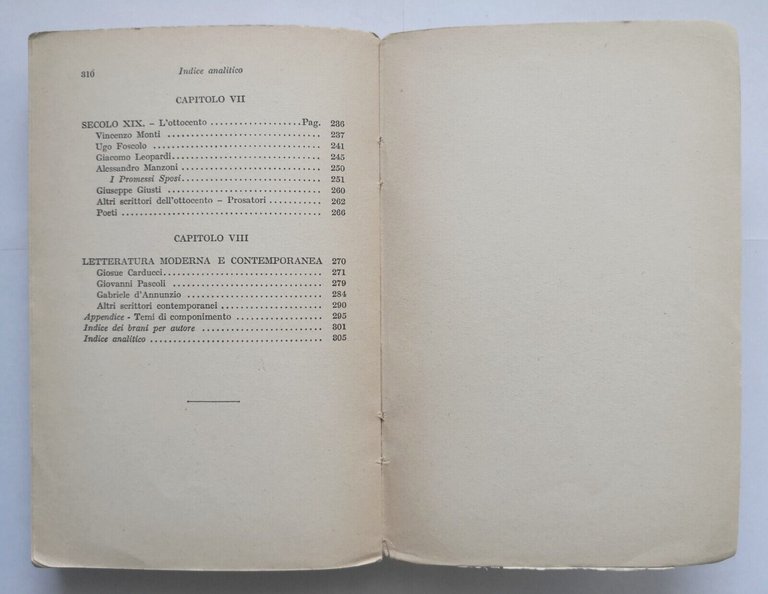 310 Indice analitico
CAPITOLO VII
SECOLO XIX. – L'ottocento ...................Pag. 236
Vincenzo Monti ................................ 237
Ugo Foscolo .................................... 241
Giacomo Leopardi............................... 245
Alessandro Manzoni ............................ 250
I Promessi Sposi............................. 251
Giuseppe Giusti ................................ 260
Altri scrittori dell'ottocento – Prosatori ........... 262
Poeti .......................................... 266
CAPITOLO VIII
LETTERATURA MODERNA E CONTEMPORANEA 270
Giosue Carducci................................. 271
Giovanni Pascoli ................................ 279
Gabriele d'Annunzio ............................ 284
Altri scrittori contemporanei ..................... 290
Appendice - Temi di componimento ................. 295
Indice dei brani per autore ......................... 301
Indice analitico .................................... 305